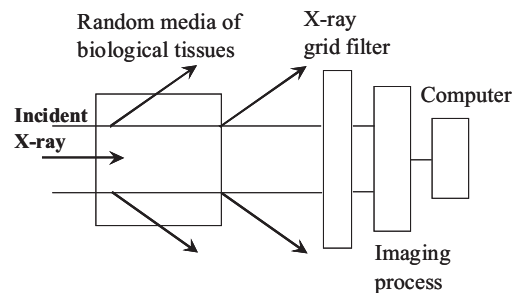 Random media of
biological tissues
X-ray
grid filter
Incident
X-ray
Computer
Imaging
process